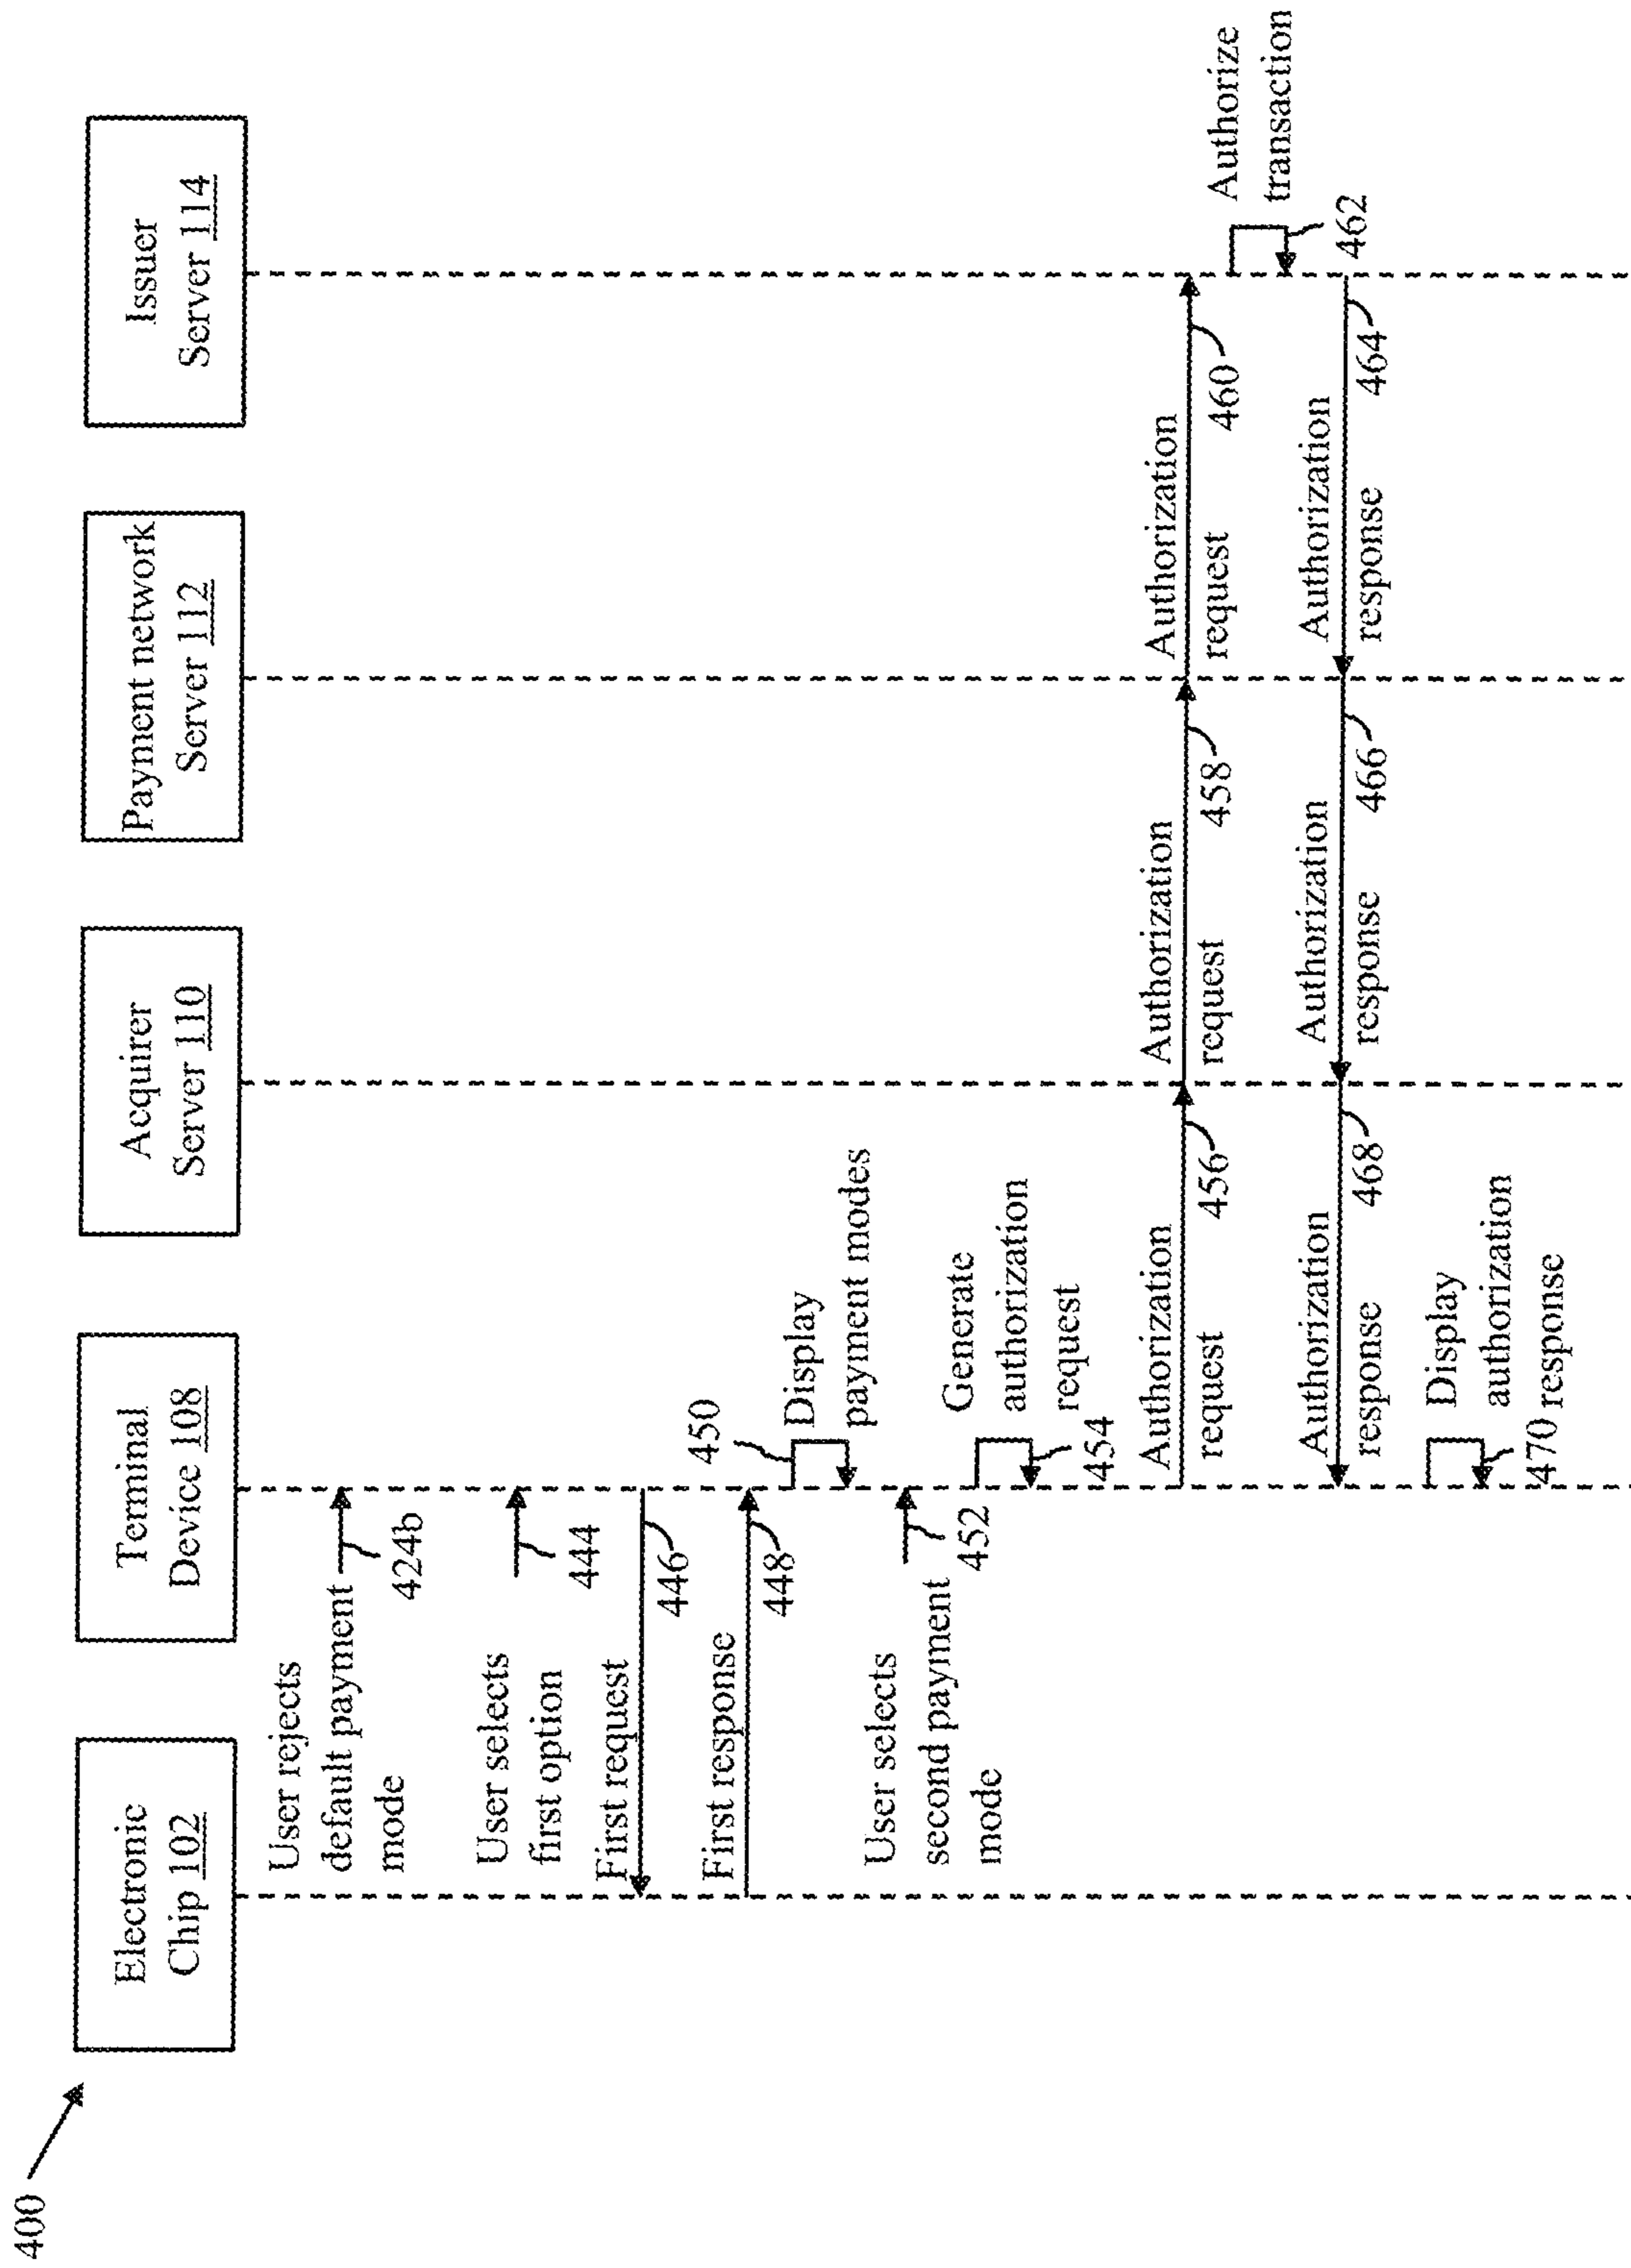 400
Electronic
Chip 102
Terminal
Device 108
Acquirer
Server 110
Payment network
Server 112
Issuer
Server 114
User rejects
default payment
mode
424b
User selects
first option
444
First request
446
First response
448
450
Display
payment modes
User selects
second payment
mode
452
Generate
authorization
request
454
Authorization
request
456
Authorization
request
458
Authorization
request
460
Authorize
transaction
462
Authorization
response
464
Authorization
response
466
Authorization
response
468
Display
authorization
response
470